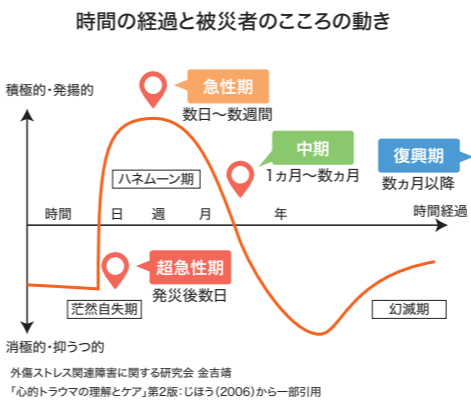 時間の経過と被災者のこころの動き
急性期
積極的・発揚的
数日〜数週間
中期
復興期
1ヵ月〜数ヵ月
数ヵ月以降
ハネムーン期
時間
日
週
月
年
時間経過
超急性期
発災後数日
茫然自失期
幻滅期
消極的・抑うつ的
外傷ストレス関連障害に関する研究会 金吉靖
「心的トラウマの理解とケア」第2版:じほう(2006)から一部引用